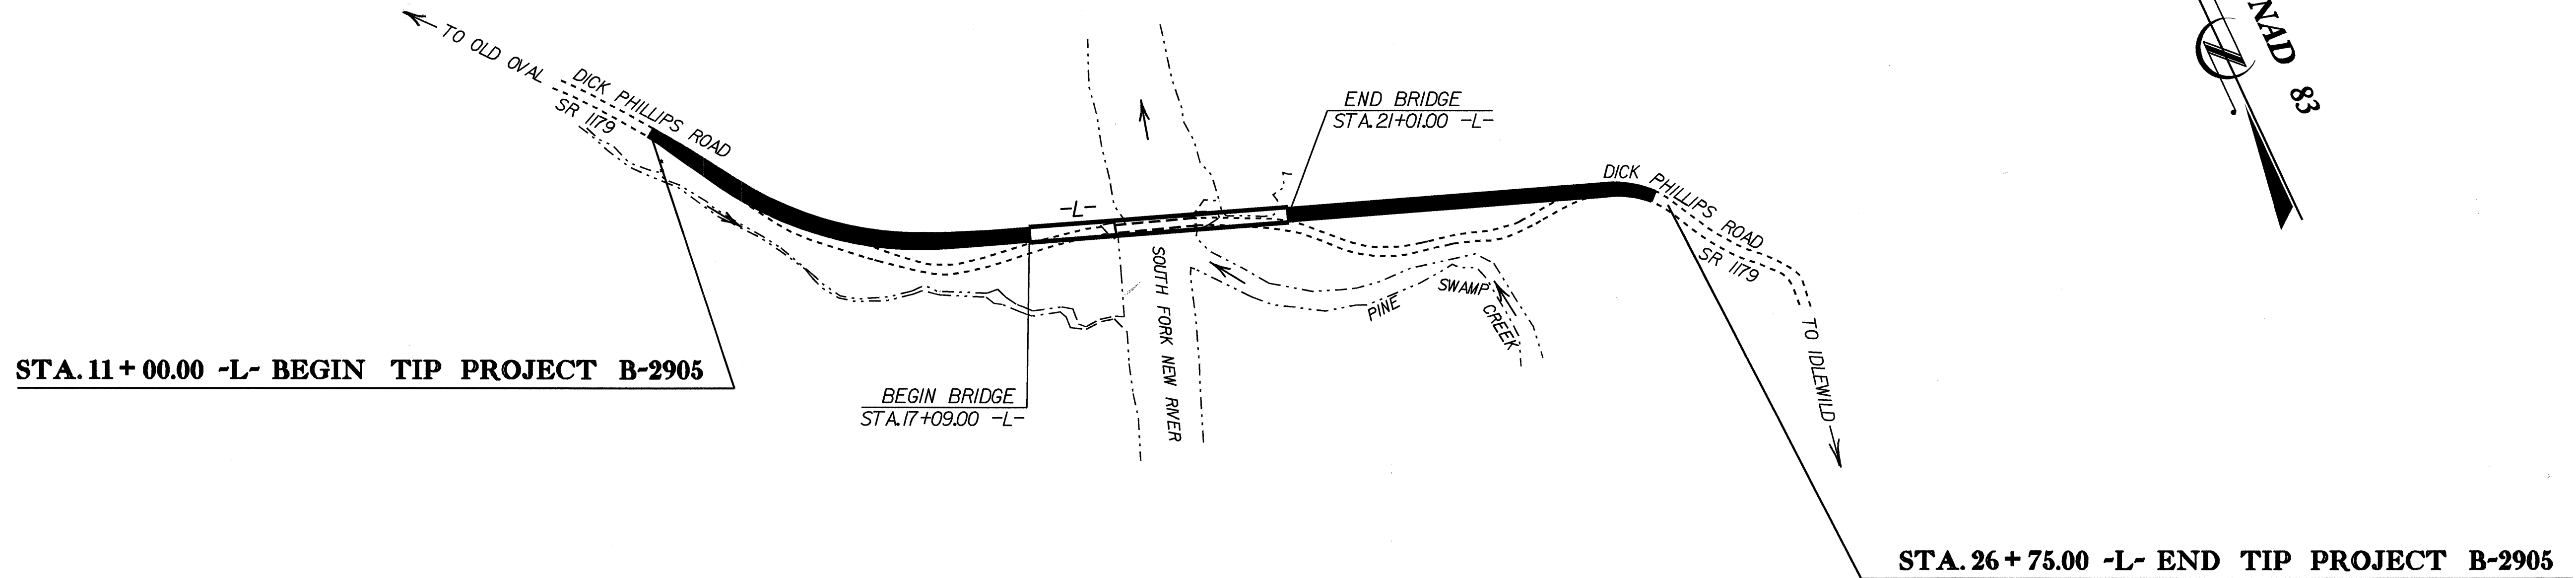 TO OLD OVAL
DICK PHILLIPS ROAD
SR 1179
NAD 83
END BRIDGE
STA. 21+01.00 -L-
-L-
DICK PHILLIPS ROAD
SR 1179
SOUTH FORK NEW RIVER
PINE SWAMP CREEK
TO IDLEWILD
STA. 11+00.00 -L- BEGIN TIP PROJECT B-2905
BEGIN BRIDGE
STA. 17+09.00 -L-
STA. 26+75.00 -L- END TIP PROJECT B-2905